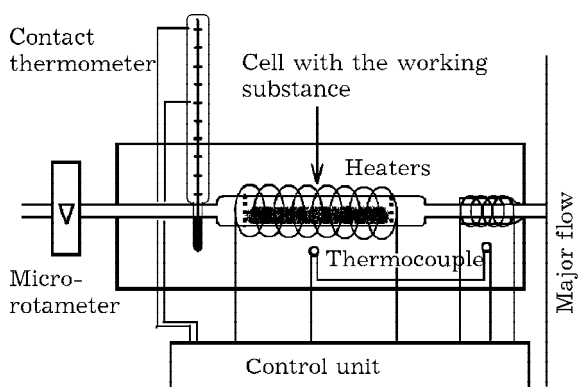 Contact
thermometer
Cell with the working
substance
Heaters
Thermocouple
Micro-
rotameter
Major flow
Control unit